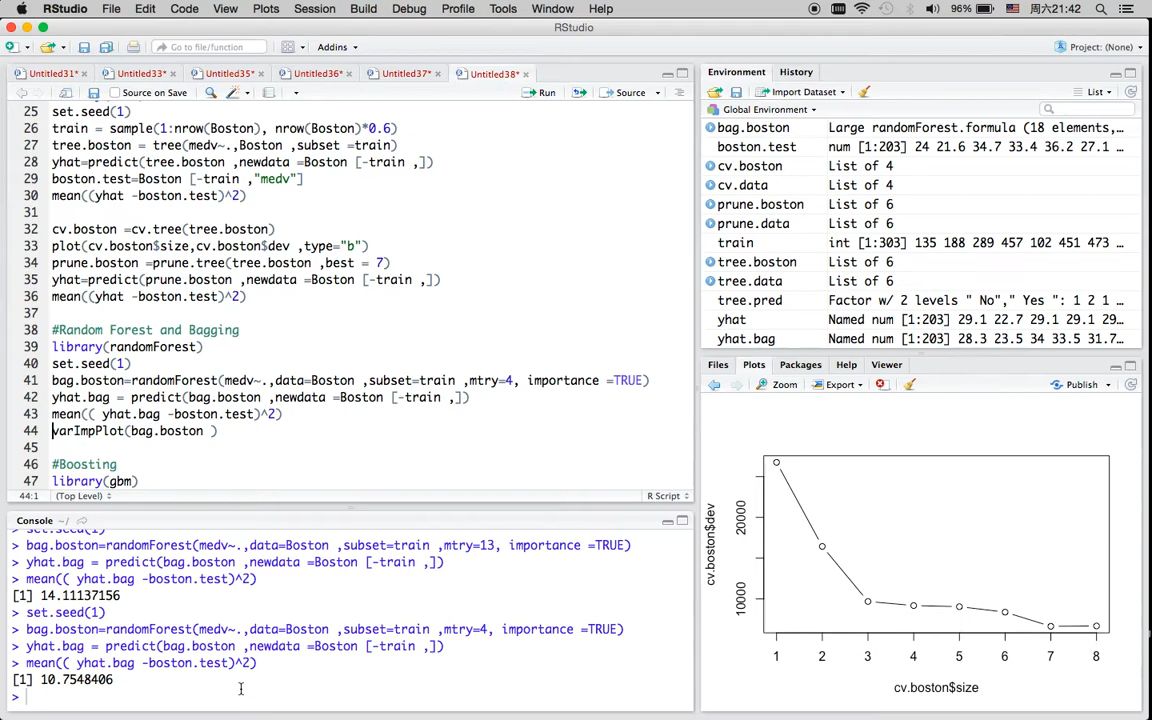 RStudio File Edit Code View Plots Session Build Debug Profile Tools Window Help 96% 周六21:42
RStudio
Go to file/function Addins Project: (None)
Untitled31* Untitled33* Untitled35* Untitled36* Untitled37* Untitled38*
Source on Save Run Source
25 set.seed(1)
26 train = sample(1:nrow(Boston), nrow(Boston)*0.6)
27 tree.boston = tree(medv~.,Boston ,subset =train)
28 yhat=predict(tree.boston ,newdata =Boston [-train ,])
29 boston.test=Boston [-train ,"medv"]
30 mean((yhat -boston.test)^2)
31
32 cv.boston =cv.tree(tree.boston)
33 plot(cv.boston$size,cv.boston$dev ,type="b")
34 prune.boston =prune.tree(tree.boston ,best = 7)
35 yhat=predict(prune.boston ,newdata =Boston [-train ,])
36 mean((yhat -boston.test)^2)
37
38 #Random Forest and Bagging
39 library(randomForest)
40 set.seed(1)
41 bag.boston=randomForest(medv~.,data=Boston ,subset=train ,mtry=4, importance =TRUE)
42 yhat.bag = predict(bag.boston ,newdata =Boston [-train ,])
43 mean(( yhat.bag -boston.test)^2)
44 varImpPlot(bag.boston )
45
46 #Boosting
47 library(gbm)
44:1 (Top Level) R Script
Console ~/
> set.seed(1)
> bag.boston=randomForest(medv~.,data=Boston ,subset=train ,mtry=13, importance =TRUE)
> yhat.bag = predict(bag.boston ,newdata =Boston [-train ,])
> mean(( yhat.bag -boston.test)^2)
[1] 14.11137156
> set.seed(1)
> bag.boston=randomForest(medv~.,data=Boston ,subset=train ,mtry=4, importance =TRUE)
> yhat.bag = predict(bag.boston ,newdata =Boston [-train ,])
> mean(( yhat.bag -boston.test)^2)
[1] 10.7548406
>
Environment History
Import Dataset List
Global Environment
bag.boston Large randomForest.formula (18 elements,…
boston.test num [1:203] 24 21.6 34.7 33.4 36.2 27.1 …
cv.boston List of 4
cv.data List of 4
prune.boston List of 6
prune.data List of 6
train int [1:303] 135 188 289 457 102 451 473 …
tree.boston List of 6
tree.data List of 6
tree.pred Factor w/ 2 levels " No"," Yes ": 1 2 1 …
yhat Named num [1:203] 29.1 22.7 29.1 29.1 29…
yhat.bag Named num [1:203] 28.3 23.5 34 33.5 31.7…
Files Plots Packages Help Viewer
Zoom Export Publish
cv.boston$dev
20000
10000
1 2 3 4 5 6 7 8
cv.boston$size